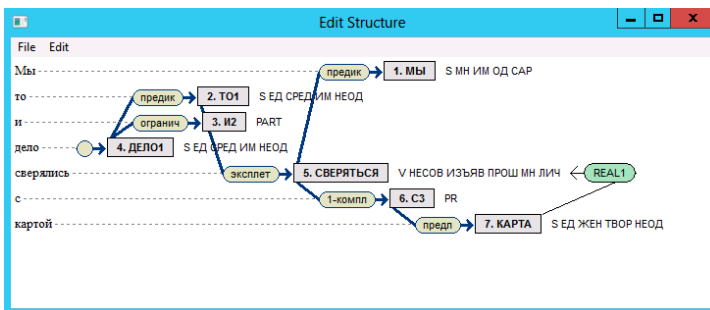 Edit Structure
File Edit
Мы предик 1. МЫ S МН ИМ ОД CAP
то предик 2. ТО1 S ЕД СРЕД ИМ НЕОД
и огранич 3. И2 PART
дело 4. ДЕЛО1 S ЕД СРЕД ИМ НЕОД
сверялись эксплет 5. СВЕРЯТЬСЯ V НЕСОВ ИЗЪЯВ ПРОШ МН ЛИЧ REAL1
с 1-компл 6. С3 PR
картой предл 7. КАРТА S ЕД ЖЕН ТВОР НЕОД